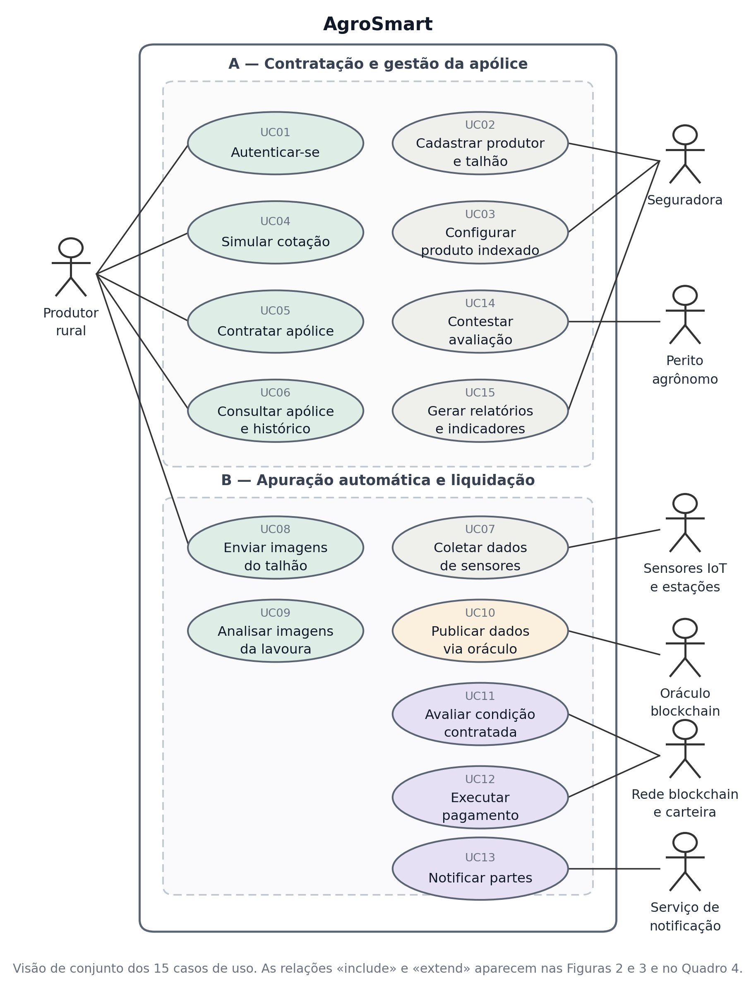 AgroSmart
A — Contratação e gestão da apólice
UC01
Autenticar-se
UC02
Cadastrar produtor
e talhão
Seguradora
UC04
Simular cotação
UC03
Configurar
produto indexado
Produtor
rural
UC05
Contratar apólice
UC14
Contestar
avaliação
Perito
agrônomo
UC06
Consultar apólice
e histórico
UC15
Gerar relatórios
e indicadores
B — Apuração automática e liquidação
UC08
Enviar imagens
do talhão
UC07
Coletar dados
de sensores
Sensores IoT
e estações
UC09
Analisar imagens
da lavoura
UC10
Publicar dados
via oráculo
Oráculo
blockchain
UC11
Avaliar condição
contratada
UC12
Executar
pagamento
Rede blockchain
e carteira
UC13
Notificar partes
Serviço de
notificação
Visão de conjunto dos 15 casos de uso. As relações «include» e «extend» aparecem nas Figuras 2 e 3 e no Quadro 4.